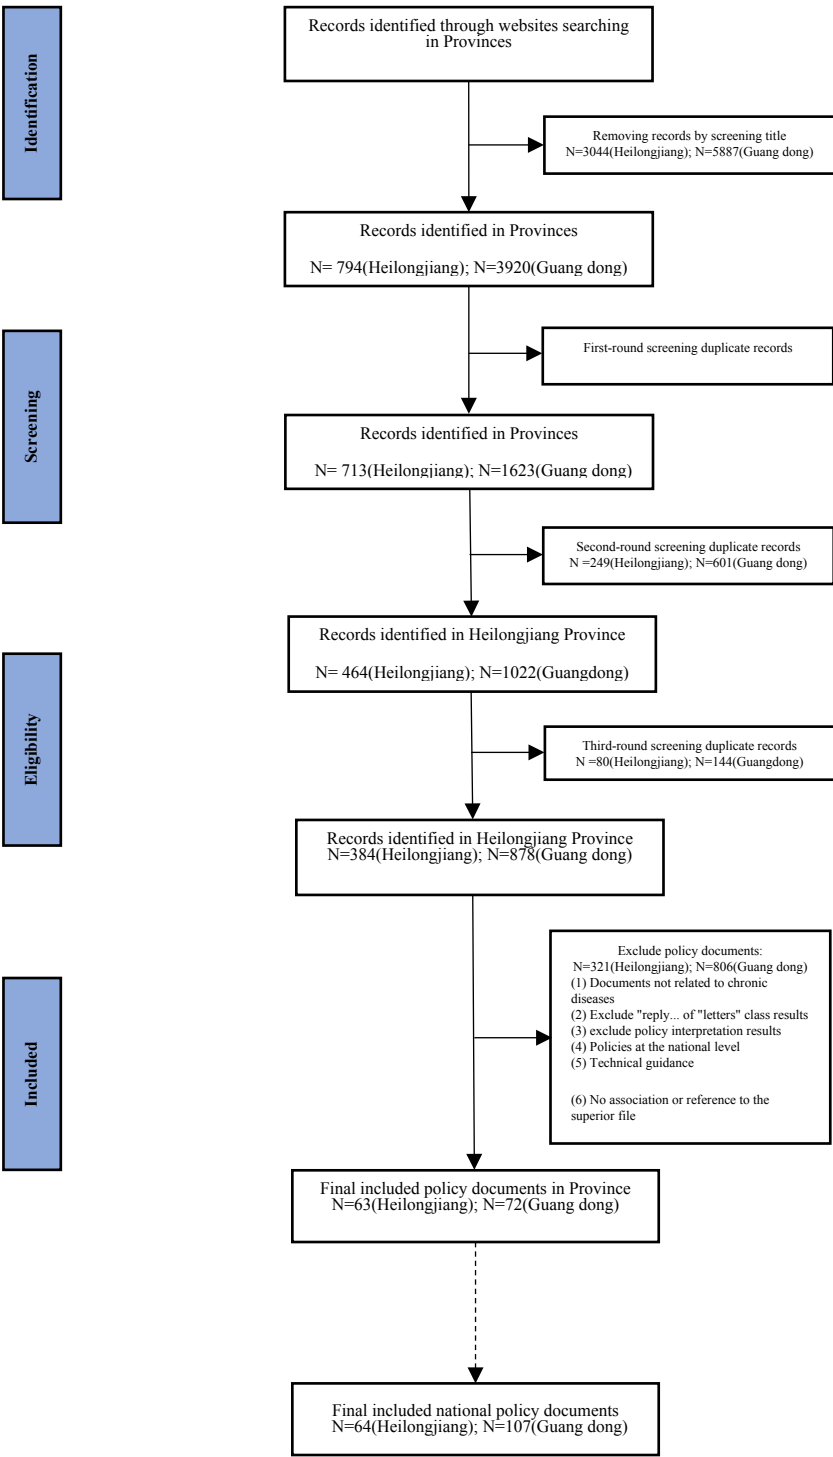 Identification
Records identified through websites searching
in Provinces
Removing records by screening title
N=3044(Heilongjiang); N=5887(Guang dong)
Records identified in Provinces
N= 794(Heilongjiang); N=3920(Guang dong)
Screening
First-round screening duplicate records
Records identified in Provinces
N= 713(Heilongjiang); N=1623(Guang dong)
Second-round screening duplicate records
N =249(Heilongjiang); N=601(Guang dong)
Eligibility
Records identified in Heilongjiang Province
N= 464(Heilongjiang); N=1022(Guangdong)
Third-round screening duplicate records
N =80(Heilongjiang); N=144(Guangdong)
Records identified in Heilongjiang Province
N=384(Heilongjiang); N=878(Guang dong)
Included
Exclude policy documents:
N=321(Heilongjiang); N=806(Guang dong)
(1) Documents not related to chronic
diseases
(2) Exclude "reply... of "letters" class results
(3) exclude policy interpretation results
(4) Policies at the national level
(5) Technical guidance
(6) No association or reference to the
superior file
Final included policy documents in Province
N=63(Heilongjiang); N=72(Guang dong)
Final included national policy documents
N=64(Heilongjiang); N=107(Guang dong)